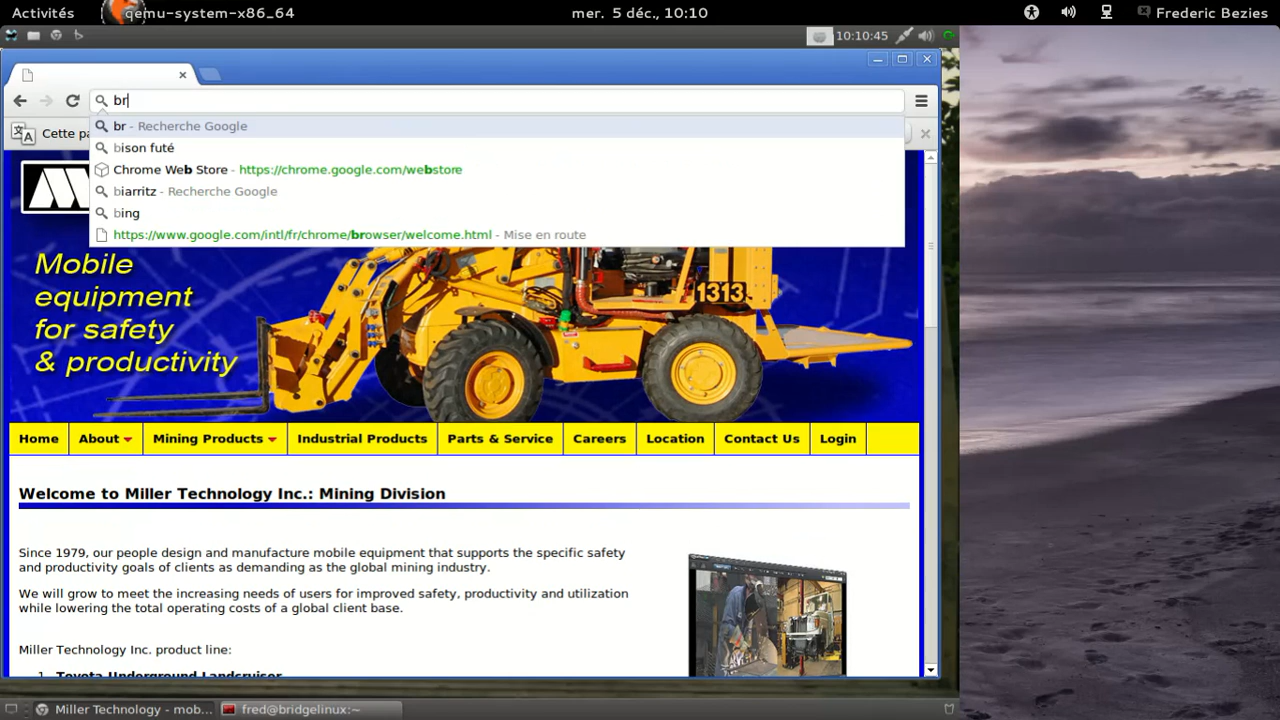 Activités
qemu-system-x86_64
mer. 5 déc., 10:10
Frederic Bezies
10:10:45
br
br - Recherche Google
Cette pa
bison futé
Chrome Web Store - https://chrome.google.com/webstore
biarritz - Recherche Google
bing
https://www.google.com/intl/fr/chrome/browser/welcome.html - Mise en route
Mobile
equipment
for safety
& productivity
1313
Home About Mining Products Industrial Products Parts & Service Careers Location Contact Us Login
Welcome to Miller Technology Inc.: Mining Division
Since 1979, our people design and manufacture mobile equipment that supports the specific safety
and productivity goals of clients as demanding as the global mining industry.
We will grow to meet the increasing needs of users for improved safety, productivity and utilization
while lowering the total operating costs of a global client base.
Miller Technology Inc. product line:
1. Toyota Underground Landcruiser
Miller Technology - mob...
fred@bridgelinux:~